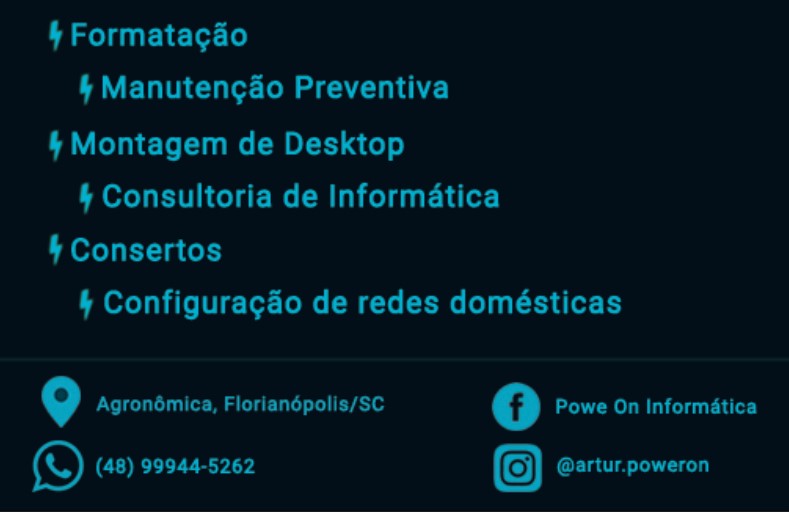 Formatação
Manutenção Preventiva
Montagem de Desktop
Consultoria de Informática
Consertos
Configuração de redes domésticas
Agronômica, Florianópolis/SC
Powe On Informática
(48) 99944-5262
@artur.poweron